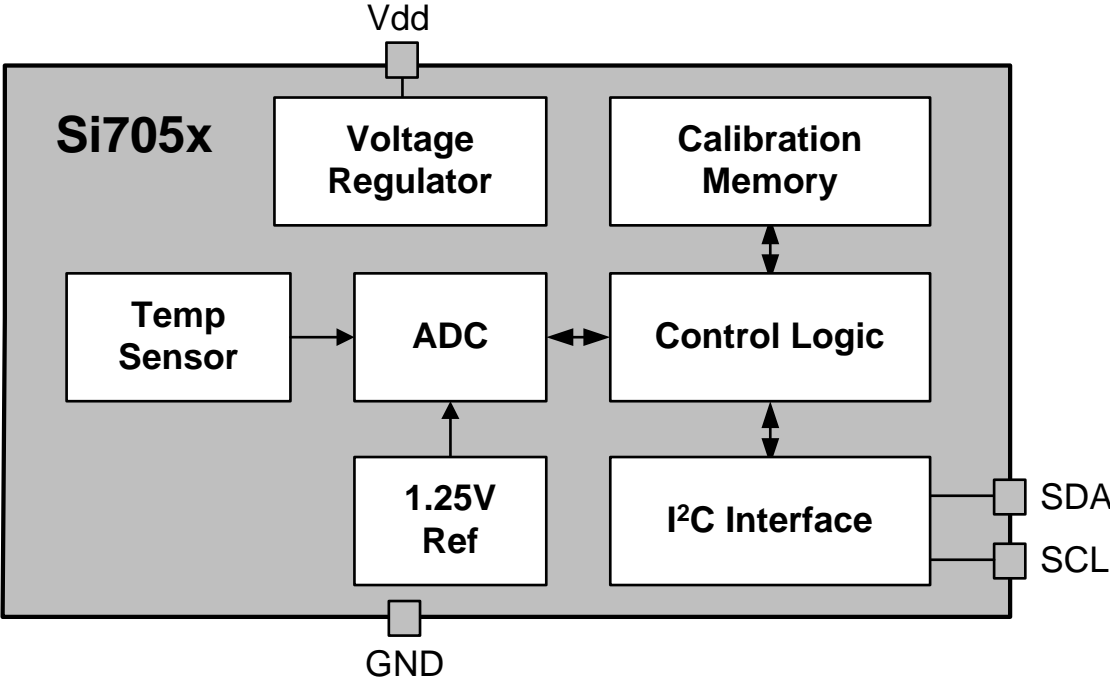 Vdd
Si705x
Voltage
Regulator
Calibration
Memory
Temp
Sensor
ADC
Control Logic
1.25V
Ref
I²C Interface
SDA
SCL
GND